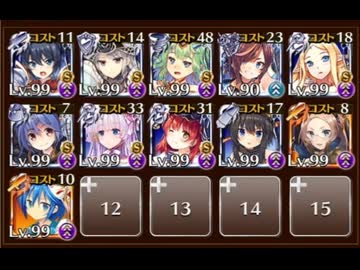 コスト11 コスト14 コスト48 コスト23 コスト18
Lv.99 S Lv.99 S Lv.99 S Lv.90 Lv.99 S
コスト7 コスト33 コスト31 コスト17 コスト8
Lv.99 S Lv.99 S Lv.99 S Lv.99 Lv.99
コスト10
Lv.99 12 13 14 15